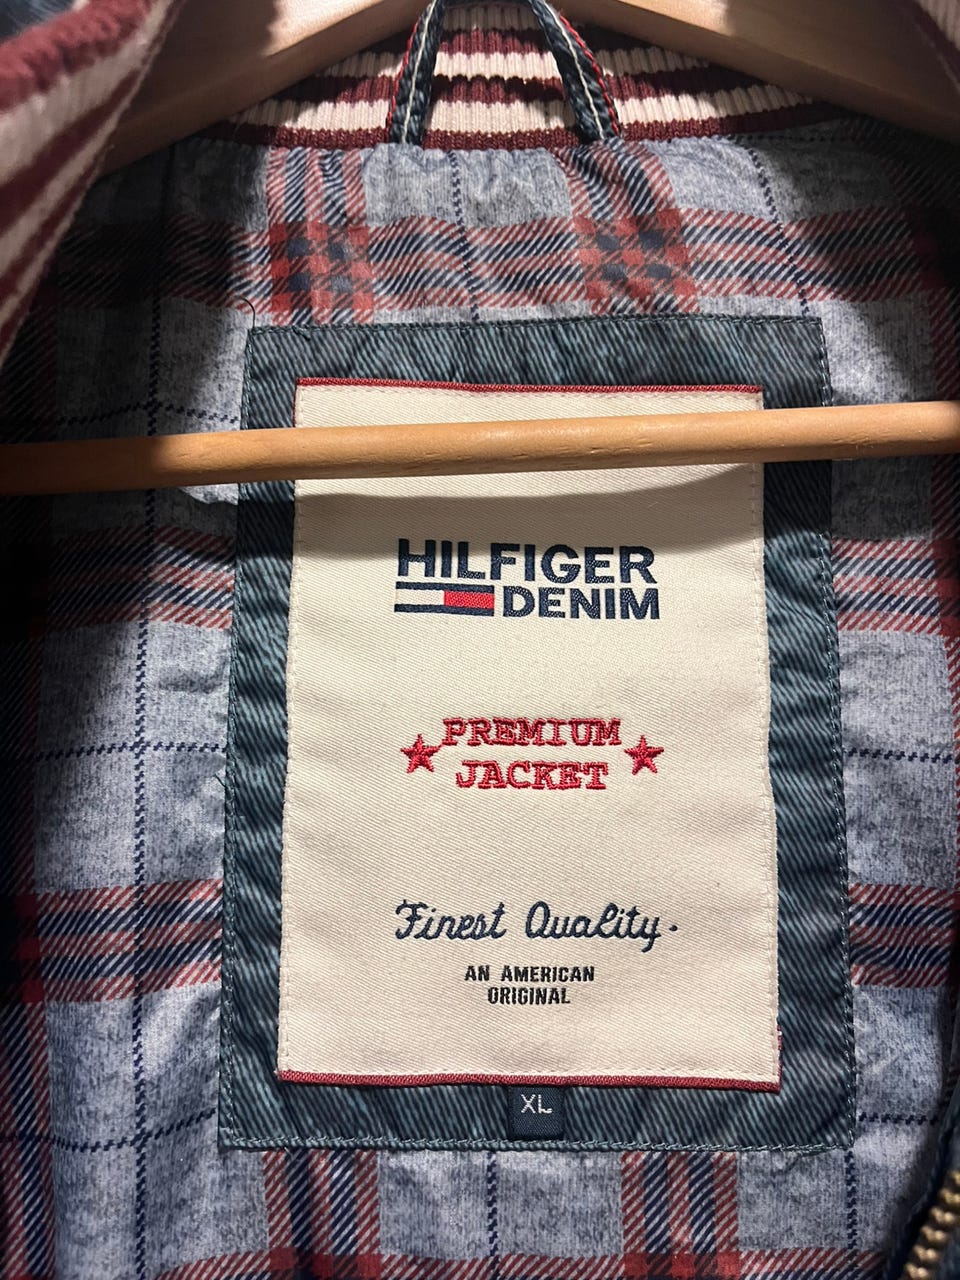 HILFIGER
DENIM
PREMIUM
JACKET
Finest Quality.
AN AMERICAN
ORIGINAL
XL